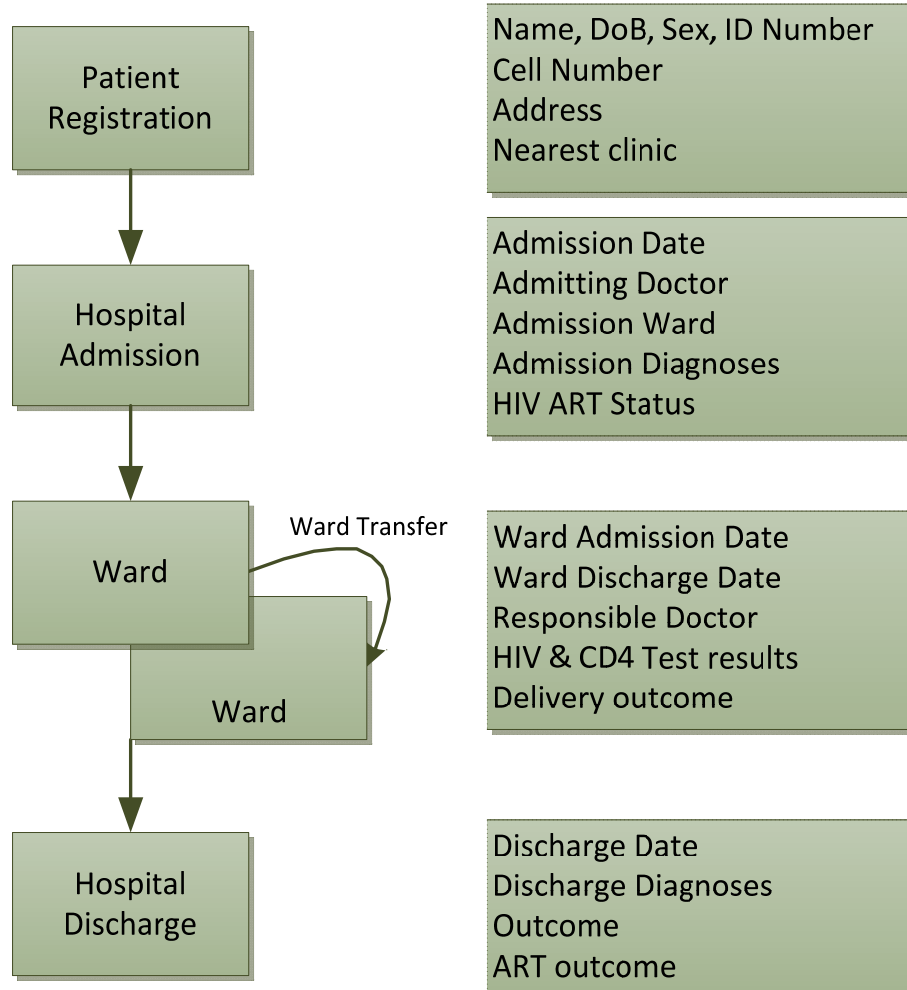 Patient
Registration
Name, DoB, Sex, ID Number
Cell Number
Address
Nearest clinic
Hospital
Admission
Admission Date
Admitting Doctor
Admission Ward
Admission Diagnoses
HIV ART Status
Ward
Ward Transfer
Ward
Ward Admission Date
Ward Discharge Date
Responsible Doctor
HIV & CD4 Test results
Delivery outcome
Hospital
Discharge
Discharge Date
Discharge Diagnoses
Outcome
ART outcome